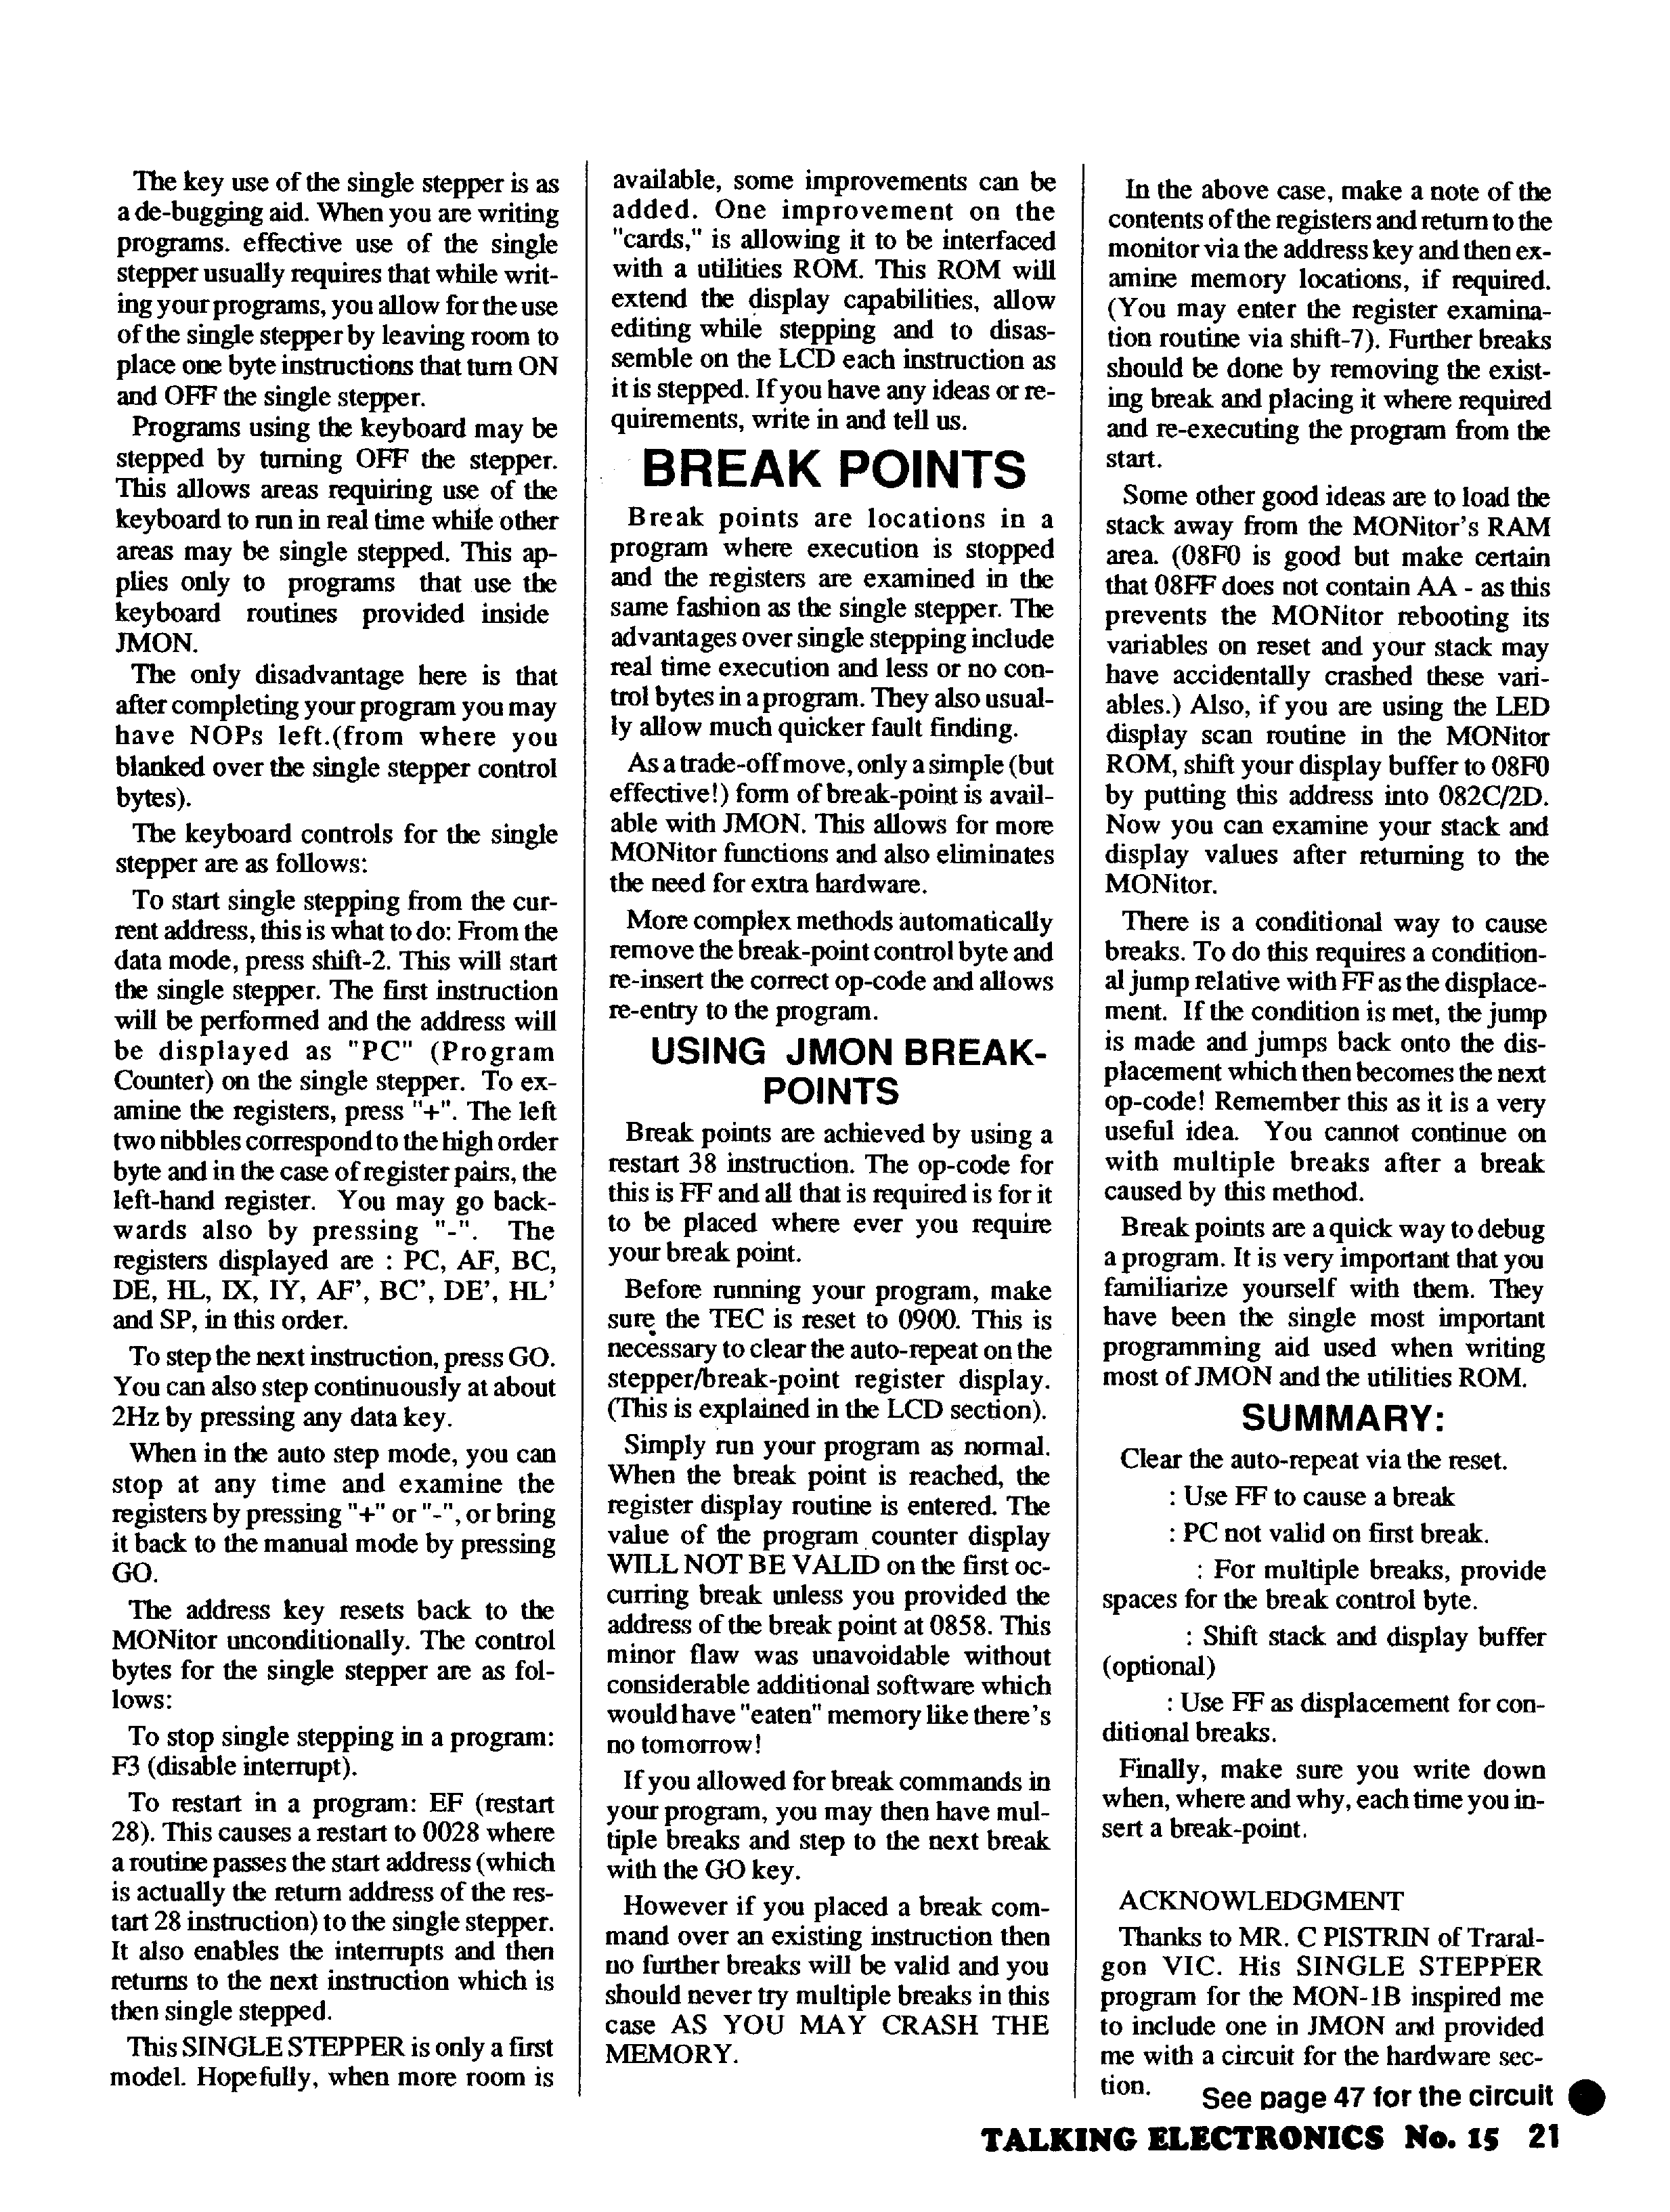 The key use of the single stepper is as
a de-bugging aid. When you are writing
programs. effective use of the single
stepper usually requires that while writ-
ing your programs, you allow for the use
of the single stepper by leaving room to
place one byte instructions that turn ON
and OFF the single stepper.
Programs using the keyboard may be
stepped by turning OFF the stepper.
This allows areas requiring use of the
keyboard to run in real time while other
areas may be single stepped. This ap-
plies only to programs that use the
keyboard routines provided inside
JMON.
The only disadvantage here is that
after completing your program you may
have NOPs left.(from where you
blanked over the single stepper control
bytes).
The keyboard controls for the single
stepper are as follows:
To start single stepping from the cur-
rent address, this is what to do: From the
data mode, press shift-2. This will start
the single stepper. The first instruction
will be performed and the address will
be displayed as "PC" (Program
Counter) on the single stepper. To ex-
amine the registers, press "+". The left
two nibbles correspond to the high order
byte and in the case of register pairs, the
left-hand register. You may go back-
wards also by pressing "-". The
registers displayed are : PC, AF, BC,
DE, HL, IX, IY, AF', BC', DE', HL'
and SP, in this order.
To step the next instruction, press GO.
You can also step continuously at about
2Hz by pressing any data key.
When in the auto step mode, you can
stop at any time and examine the
registers by pressing "+" or "-", or bring
it back to the manual mode by pressing
GO.
The address key resets back to the
MONitor unconditionally. The control
bytes for the single stepper are as fol-
lows:
To stop single stepping in a program:
F3 (disable interrupt).
To restart in a program: EF (restart
28). This causes a restart to 0028 where
a routine passes the start address (which
is actually the return address of the res-
tart 28 instruction) to the single stepper.
It also enables the interrupts and then
returns to the next instruction which is
then single stepped.
This SINGLE STEPPER is only a first
model. Hopefully, when more room is
available, some improvements can be
added. One improvement on the
"cards," is allowing it to be interfaced
with a utilities ROM. This ROM will
extend the display capabilities, allow
editing while stepping and to disas-
semble on the LCD each instruction as
it is stepped. If you have any ideas or re-
quirements, write in and tell us.
BREAK POINTS
Break points are locations in a
program where execution is stopped
and the registers are examined in the
same fashion as the single stepper. The
advantages over single stepping include
real time execution and less or no con-
trol bytes in a program. They also usual-
ly allow much quicker fault finding.
As a trade-off move, only a simple (but
effective!) form of break-point is avail-
able with JMON. This allows for more
MONitor functions and also eliminates
the need for extra hardware.
More complex methods automatically
remove the break-point control byte and
re-insert the correct op-code and allows
re-entry to the program.
USING JMON BREAK-
POINTS
Break points are achieved by using a
restart 38 instruction. The op-code for
this is FF and all that is required is for it
to be placed where ever you require
your break point.
Before running your program, make
sure the TEC is reset to 0900. This is
necessary to clear the auto-repeat on the
stepper/break-point register display.
(This is explained in the LCD section).
Simply run your program as normal.
When the break point is reached, the
register display routine is entered. The
value of the program counter display
WILL NOT BE VALID on the first oc-
curring break unless you provided the
address of the break point at 0858. This
minor flaw was unavoidable without
considerable additional software which
would have "eaten" memory like there's
no tomorrow!
If you allowed for break commands in
your program, you may then have mul-
tiple breaks and step to the next break
with the GO key.
However if you placed a break com-
mand over an existing instruction then
no further breaks will be valid and you
should never try multiple breaks in this
case AS YOU MAY CRASH THE
MEMORY.
In the above case, make a note of the
contents of the registers and return to the
monitor via the address key and then ex-
amine memory locations, if required.
(You may enter the register examina-
tion routine via shift-7). Further breaks
should be done by removing the exist-
ing break and placing it where required
and re-executing the program from the
start.
Some other good ideas are to load the
stack away from the MONitor's RAM
area. (08F0 is good but make certain
that 08FF does not contain AA - as this
prevents the MONitor rebooting its
variables on reset and your stack may
have accidentally crashed these vari-
ables.) Also, if you are using the LED
display scan routine in the MONitor
ROM, shift your display buffer to 08F0
by putting this address into 082C/2D.
Now you can examine your stack and
display values after returning to the
MONitor.
There is a conditional way to cause
breaks. To do this requires a condition-
al jump relative with FF as the displace-
ment. If the condition is met, the jump
is made and jumps back onto the dis-
placement which then becomes the next
op-code! Remember this as it is a very
useful idea. You cannot continue on
with multiple breaks after a break
caused by this method.
Break points are a quick way to debug
a program. It is very important that you
familiarize yourself with them. They
have been the single most important
programming aid used when writing
most of JMON and the utilities ROM.
SUMMARY:
Clear the auto-repeat via the reset.
: Use FF to cause a break
: PC not valid on first break.
: For multiple breaks, provide
spaces for the break control byte.
: Shift stack and display buffer
(optional)
: Use FF as displacement for con-
ditional breaks.
Finally, make sure you write down
when, where and why, each time you in-
sert a break-point.
ACKNOWLEDGMENT
Thanks to MR. C PISTRIN of Traral-
gon VIC. His SINGLE STEPPER
program for the MON-1B inspired me
to include one in JMON and provided
me with a circuit for the hardware sec-
tion.
See page 47 for the circuit
TALKING ELECTRONICS No. 15 21